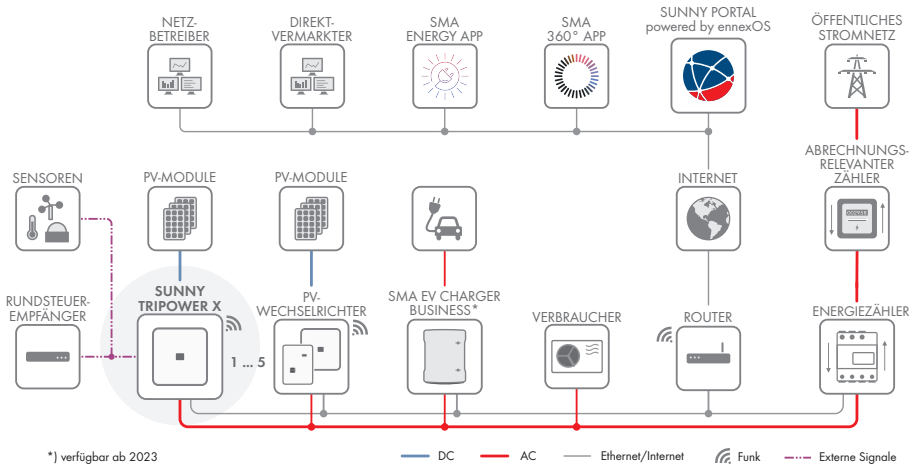 NETZ-
BETREIBER
DIREKT-
VERMARKTER
SMA
ENERGY APP
SMA
360° APP
SUNNY PORTAL
powered by ennexOS
ÖFFENTLICHES
STROMNETZ
SENSOREN
PV-MODULE
PV-MODULE
INTERNET
ABRECHNUNGS-
RELEVANTER
ZÄHLER
RUNDSTEUER-
EMPFÄNGER
SUNNY
TRIPOWER X
1 ... 5
PV-
WECHSELRICHTER
SMA EV CHARGER
BUSINESS*
VERBRAUCHER
ROUTER
ENERGIEZÄHLER
*) verfügbar ab 2023
DC
AC
Ethernet/Internet
Funk
Externe Signale